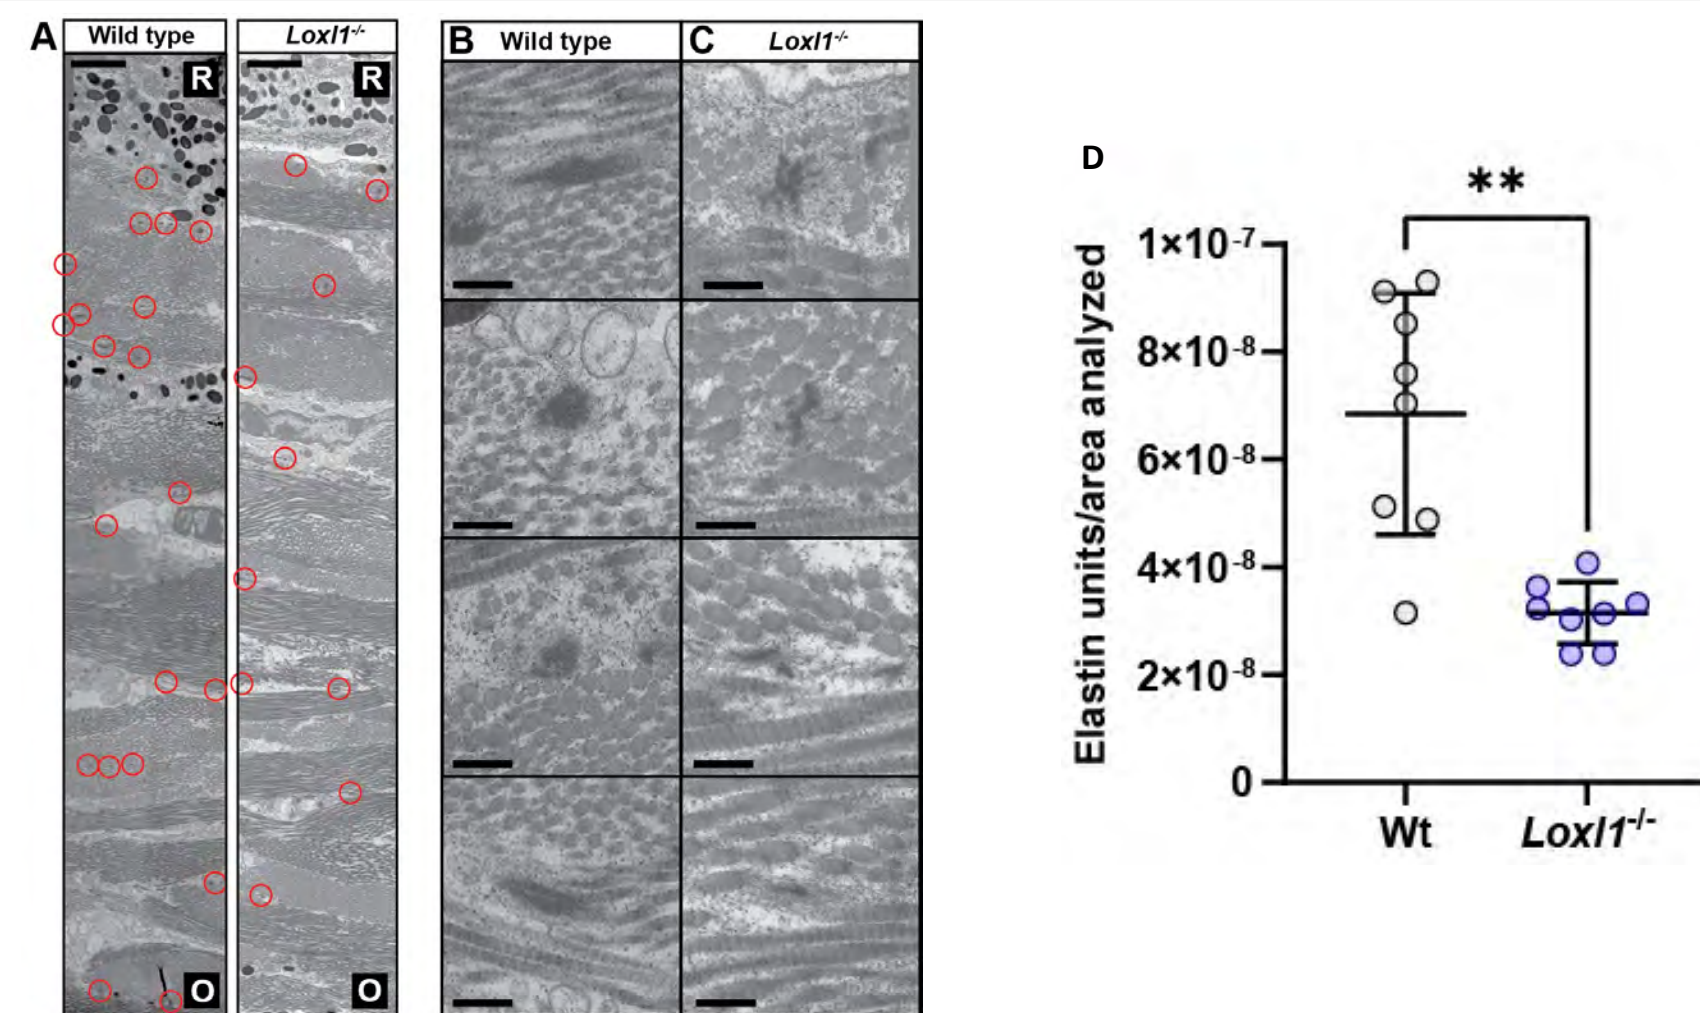 A
Wild type
Loxl1-/-
R
R
O
O
B
Wild type
C
Loxl1-/-
D
**
Elastin units/area analyzed
1×10-7
8×10-8
6×10-8
4×10-8
2×10-8
0
Wt
Loxl1-/-